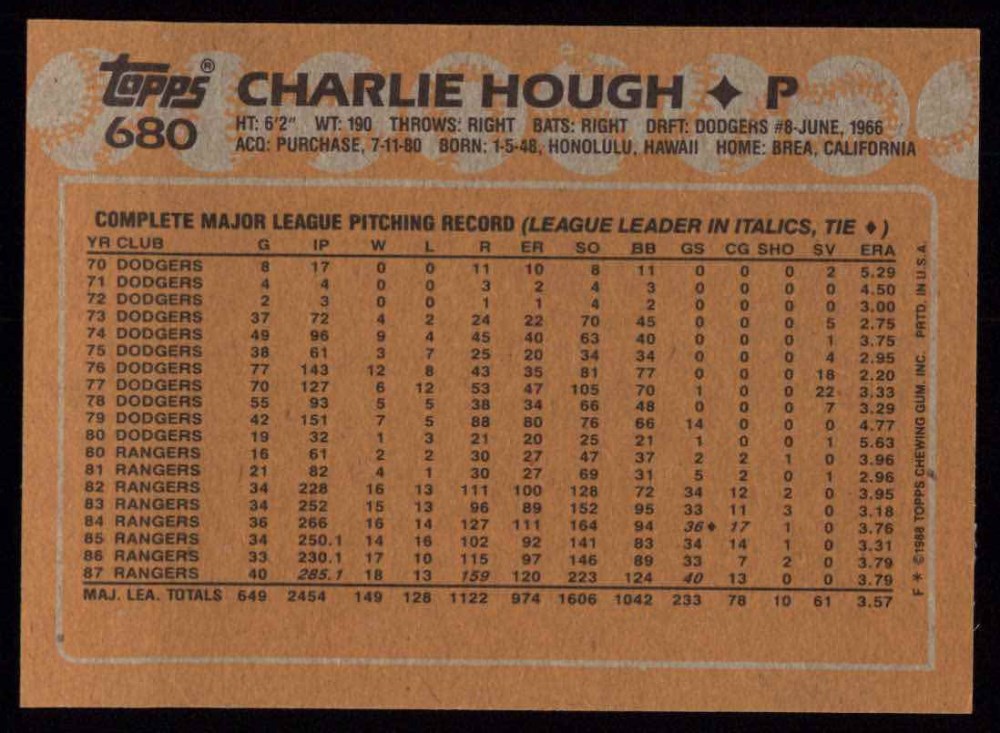 Topps® CHARLIE HOUGH ✦ P
680 HT: 6'2" WT: 190 THROWS: RIGHT BATS: RIGHT DRFT: DODGERS #8-JUNE, 1966
ACQ: PURCHASE, 7-11-80 BORN: 1-5-48, HONOLULU, HAWAII HOME: BREA, CALIFORNIA
COMPLETE MAJOR LEAGUE PITCHING RECORD (LEAGUE LEADER IN ITALICS, TIE ♦)
YR CLUB G IP W L R ER SO BB GS CG SHO SV ERA
70 DODGERS 8 17 0 0 11 10 8 11 0 0 0 2 5.29
71 DODGERS 4 4 0 0 3 2 4 3 0 0 0 0 4.50
72 DODGERS 2 3 0 0 1 1 4 2 0 0 0 0 3.00
73 DODGERS 37 72 4 2 24 22 70 45 0 0 0 5 2.75
74 DODGERS 49 96 9 4 45 40 63 40 0 0 0 1 3.75
75 DODGERS 38 61 3 7 25 20 34 34 0 0 0 4 2.95
76 DODGERS 77 143 12 8 43 35 81 77 0 0 0 18 2.20
77 DODGERS 70 127 6 12 53 47 105 70 1 0 0 22 3.33
78 DODGERS 55 93 5 5 38 34 66 48 0 0 0 7 3.29
79 DODGERS 42 151 7 5 88 80 76 66 14 0 0 0 4.77
80 DODGERS 19 32 1 3 21 20 25 21 1 0 0 1 5.63
80 RANGERS 16 61 2 2 30 27 47 37 2 2 1 0 3.96
81 RANGERS 21 82 4 1 30 27 69 31 5 2 0 1 2.96
82 RANGERS 34 228 16 13 111 100 128 72 34 12 2 0 3.95
83 RANGERS 34 252 15 13 96 89 152 95 33 11 3 0 3.18
84 RANGERS 36 266 16 14 127 111 164 94 36♦ 17 1 0 3.76
85 RANGERS 34 250.1 14 16 102 92 141 83 34 14 1 0 3.31
86 RANGERS 33 230.1 17 10 115 97 146 89 33 7 2 0 3.79
87 RANGERS 40 285.1 18 13 159 120 223 124 40 13 0 0 3.79
MAJ. LEA. TOTALS 649 2454 149 128 1122 974 1606 1042 233 78 10 61 3.57
F * ©1988 TOPPS CHEWING GUM, INC. PRTD. IN U.S.A.